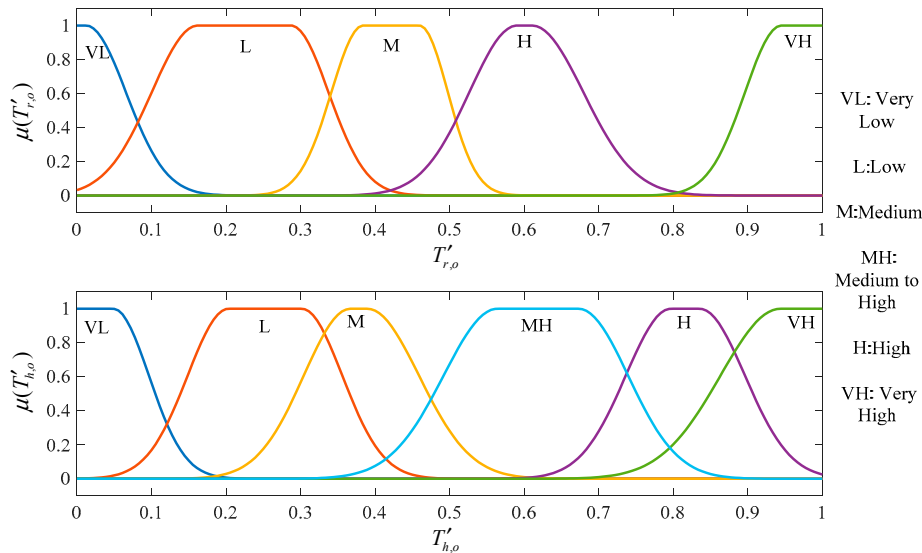 1
0.8
0.6
0.4
0.2
0
μ(T′r,o)
VL
L
M
H
VH
0 0.1 0.2 0.3 0.4 0.5 0.6 0.7 0.8 0.9 1
T′r,o
1
0.8
0.6
0.4
0.2
0
μ(T′h,o)
VL
L
M
MH
H
VH
0 0.1 0.2 0.3 0.4 0.5 0.6 0.7 0.8 0.9 1
T′h,o
VL: Very
Low
L:Low
M:Medium
MH:
Medium to
High
H:High
VH: Very
High